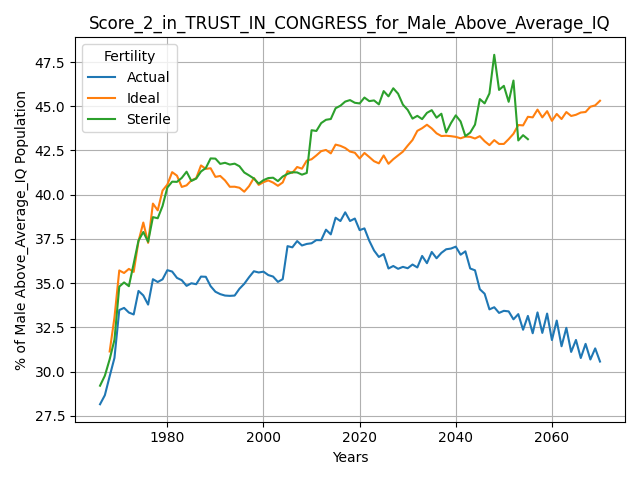 Score_2_in_TRUST_IN_CONGRESS_for_Male_Above_Average_IQ
Fertility
Actual
Ideal
Sterile
% of Male Above_Average_IQ Population
47.5
45.0
42.5
40.0
37.5
35.0
32.5
30.0
27.5
1980 2000 2020 2040 2060
Years